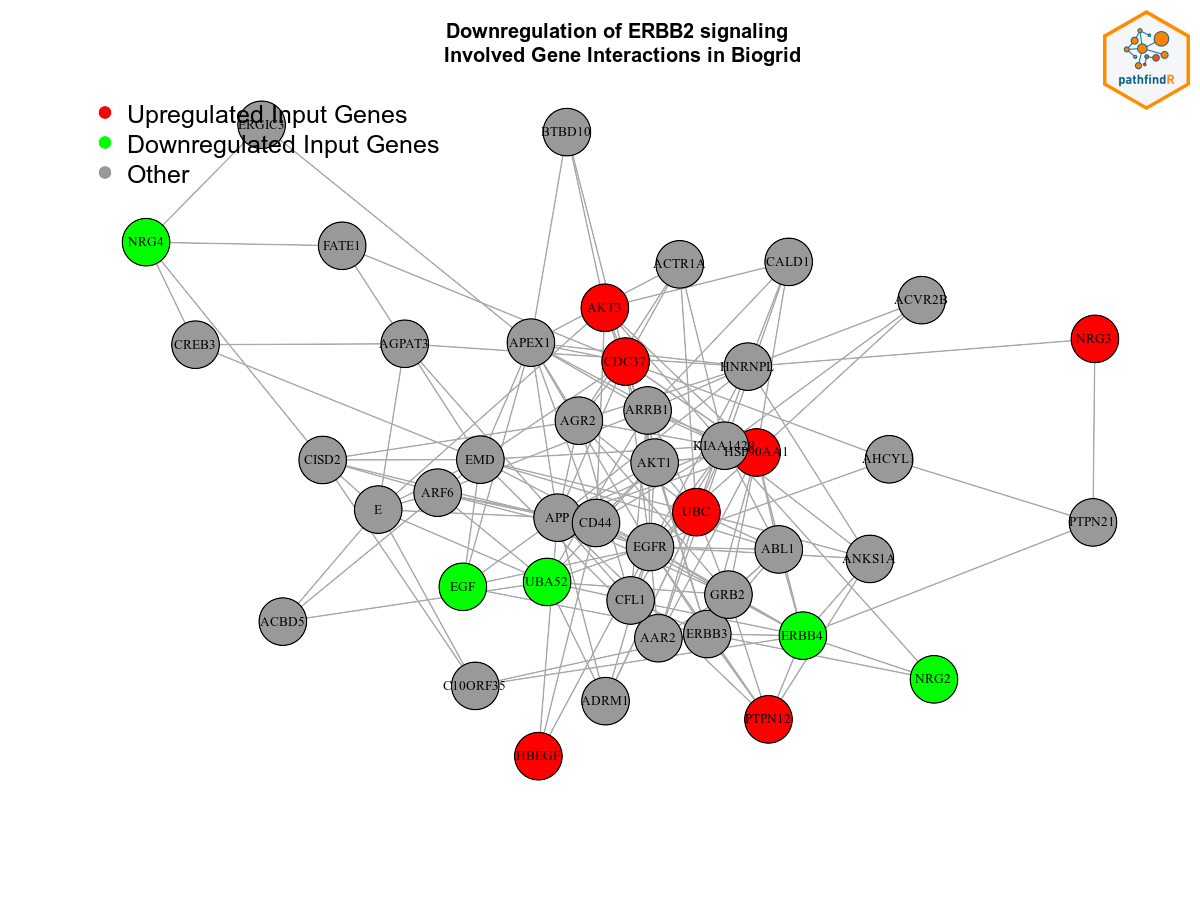 Downregulation of ERBB2 signaling
Involved Gene Interactions in Biogrid
pathfindR
Upregulated Input Genes
Downregulated Input Genes
Other
ERGIC3
BTBD10
NRG4
FATE1
ACTR1A
CALD1
ACVR2B
AKT3
NRG3
CREB3
AGPAT3
APEX1
CDC37
HNRNPL
ARRB1
AGR2
KIAA1429
HSP90AA1
CISD2
EMD
AKT1
AHCYL1
ARF6
E
APP
CD44
UBC
PTPN21
EGFR
ABL1
ANKS1A
EGF
UBA52
CFL1
GRB2
ACBD5
AAR2
ERBB3
ERBB4
C10ORF35
ADRM1
NRG2
PTPN12
HBEGF